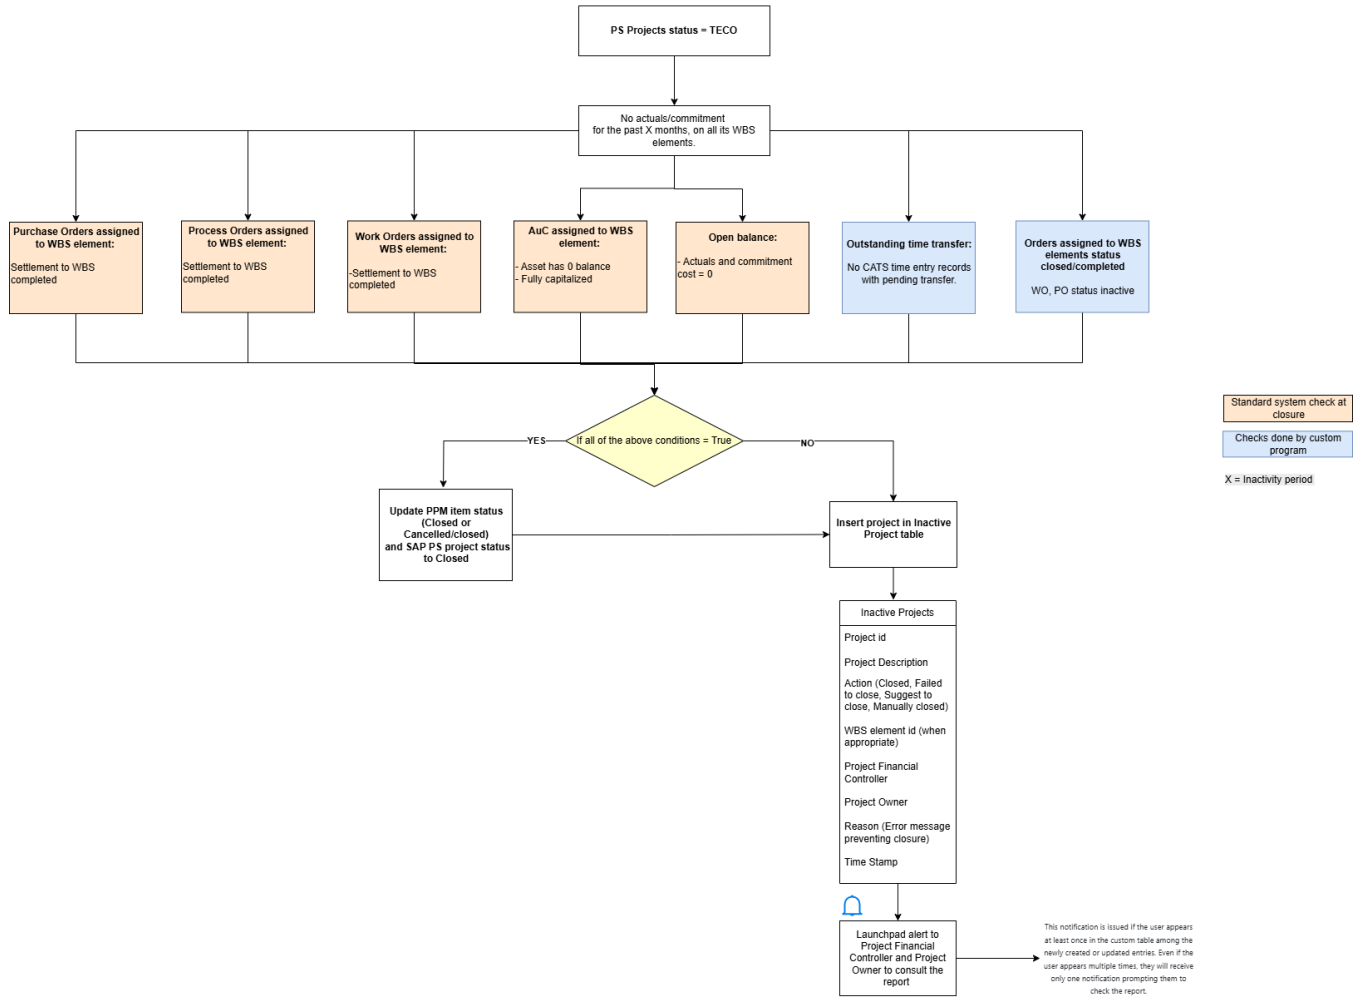 PS Projects status = TECO
No actuals/commitment
for the past X months, on all its WBS
elements.
Purchase Orders assigned
to WBS element:
Settlement to WBS
completed
Process Orders assigned
to WBS element:
Settlement to WBS
completed
Work Orders assigned to
WBS element:
-Settlement to WBS
completed
AuC assigned to WBS
element:
- Asset has 0 balance
- Fully capitalized
Open balance:
- Actuals and commitment
cost = 0
Outstanding time transfer:
No CATS time entry records
with pending transfer.
Orders assigned to WBS
elements status
closed/completed
WO, PO status inactive
Standard system check at
closure
Checks done by custom
program
X = Inactivity period
If all of the above conditions = True
YES
NO
Update PPM item status
(Closed or
Cancelled/closed)
and SAP PS project status
to Closed
Insert project in Inactive
Project table
Inactive Projects
Project id
Project Description
Action (Closed, Failed
to close, Suggest to
close, Manually closed)
WBS element id (when
appropriate)
Project Financial
Controller
Project Owner
Reason (Error message
preventing closure)
Time Stamp
Launchpad alert to
Project Financial
Controller and Project
Owner to consult the
report
This notification is issued if the user appears
at least once in the custom table among the
newly created or updated entries. Even if the
user appears multiple times, they will receive
only one notification prompting them to
check the report.